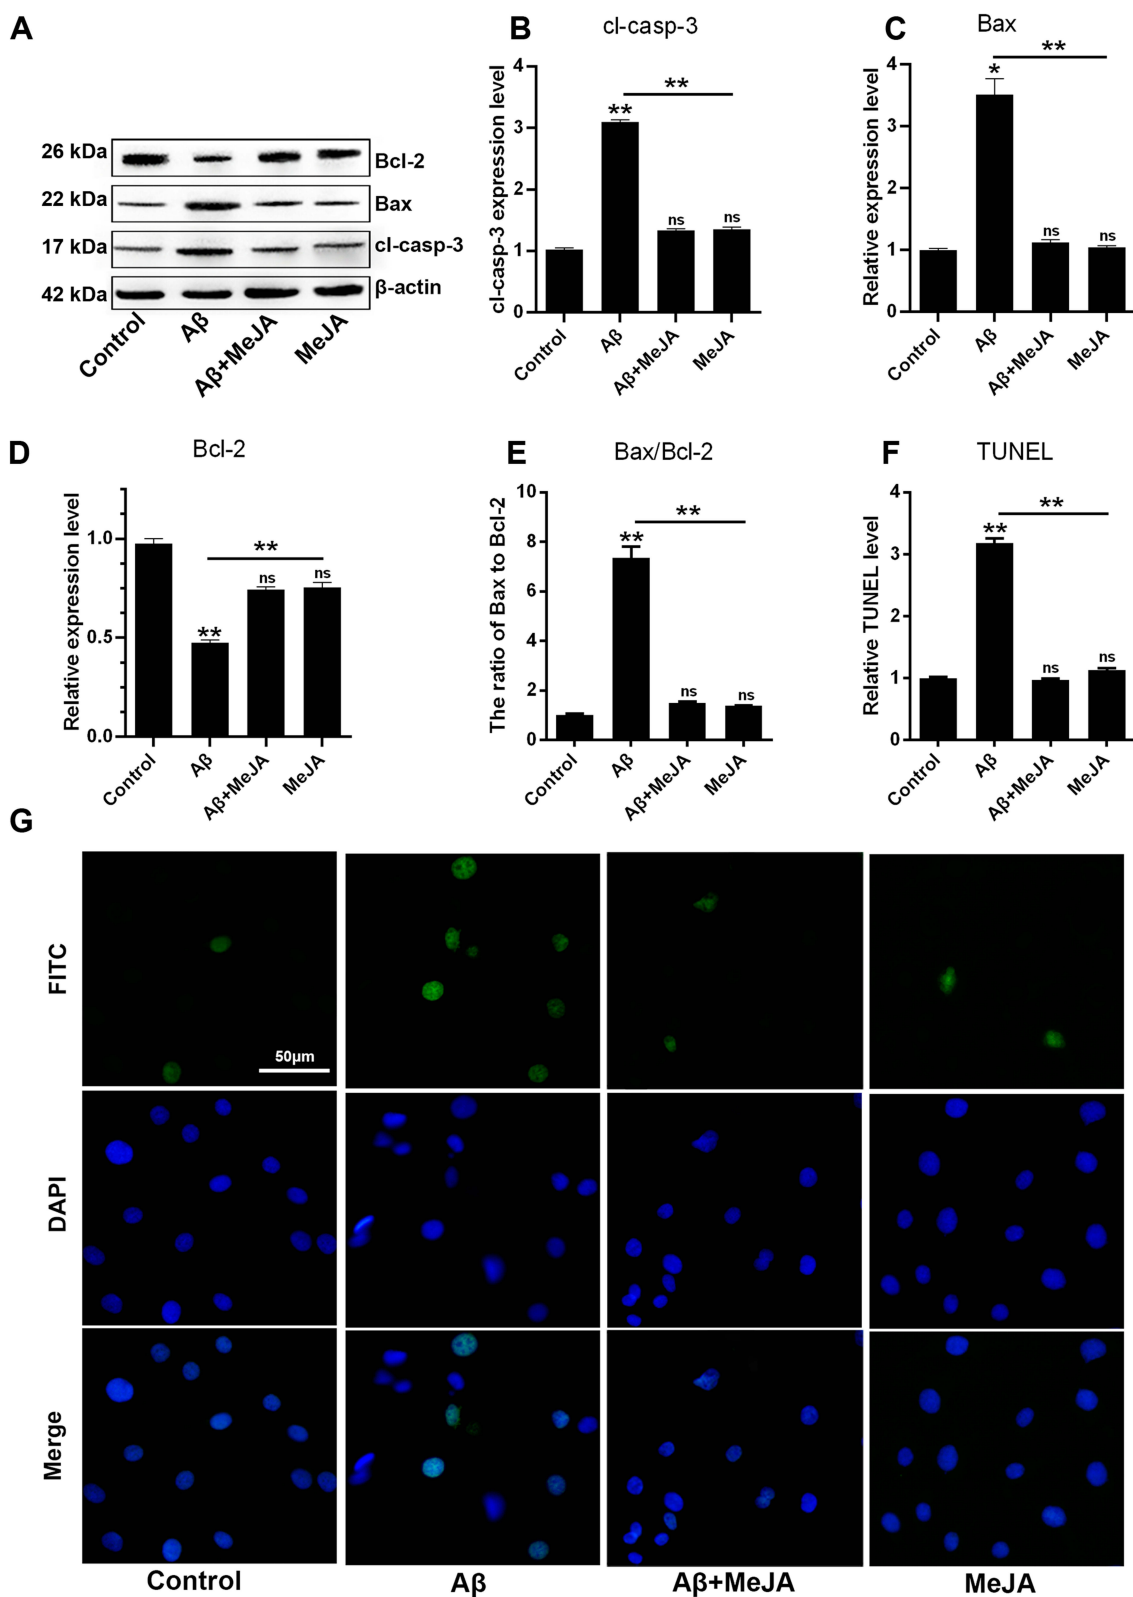 A
26 kDa
Bcl-2
22 kDa
Bax
17 kDa
cl-casp-3
42 kDa
β-actin
Control
Aβ
Aβ+MeJA
MeJA
B
cl-casp-3
cl-casp-3 expression level
4
3
2
1
0
**
**
ns
ns
Control
Aβ
Aβ+MeJA
MeJA
C
Bax
Relative expression level
4
3
2
1
0
*
**
ns
ns
Control
Aβ
Aβ+MeJA
MeJA
D
Bcl-2
Relative expression level
1.0
0.5
0.0
**
**
ns
ns
Control
Aβ
Aβ+MeJA
MeJA
E
Bax/Bcl-2
The ratio of Bax to Bcl-2
10
8
6
4
2
0
**
**
ns
ns
Control
Aβ
Aβ+MeJA
MeJA
F
TUNEL
Relative TUNEL level
4
3
2
1
0
**
**
ns
ns
Control
Aβ
Aβ+MeJA
MeJA
G
FITC
50μm
DAPI
Merge
Control
Aβ
Aβ+MeJA
MeJA